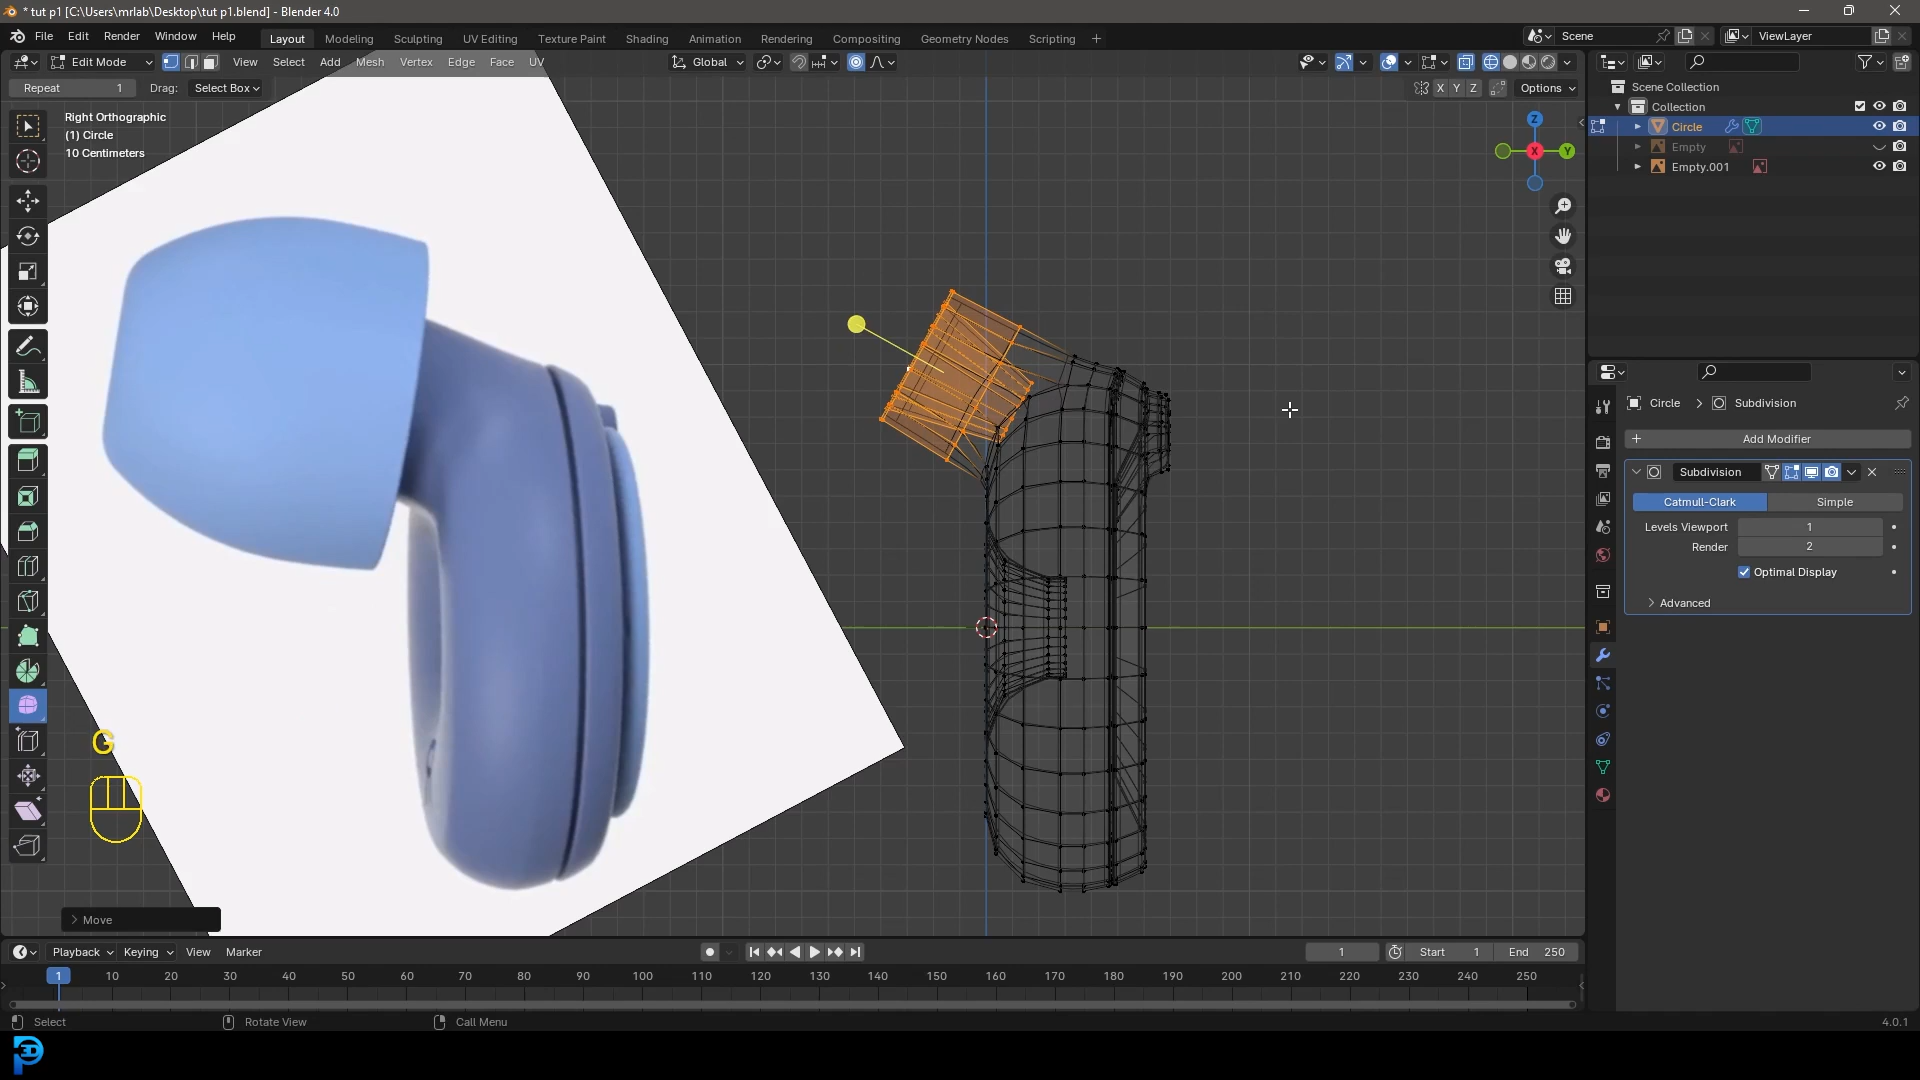 * tut p1 [C:\Users\mrlab\Desktop\tut p1.blend] - Blender 4.0
File Edit Render Window Help
Layout Modeling Sculpting UV Editing Texture Paint Shading Animation Rendering Compositing Geometry Nodes Scripting +
Scene ViewLayer
Edit Mode View Select Add Mesh Vertex Edge Face UV Global
Repeat 1 Drag: Select Box X Y Z Options
Right Orthographic
(1) Circle
10 Centimeters
Z
X Y
Scene Collection
Collection
Circle
Empty
Empty.001
Circle > Subdivision
+ Add Modifier
Subdivision
Catmull-Clark Simple
Levels Viewport 1
Render 2
Optimal Display
> Advanced
G
> Move
Playback Keying View Marker 1 Start 1 End 250
1 10 20 30 40 50 60 70 80 90 100 110 120 130 140 150 160 170 180 190 200 210 220 230 240 250
Select Rotate View Call Menu 4.0.1
3D